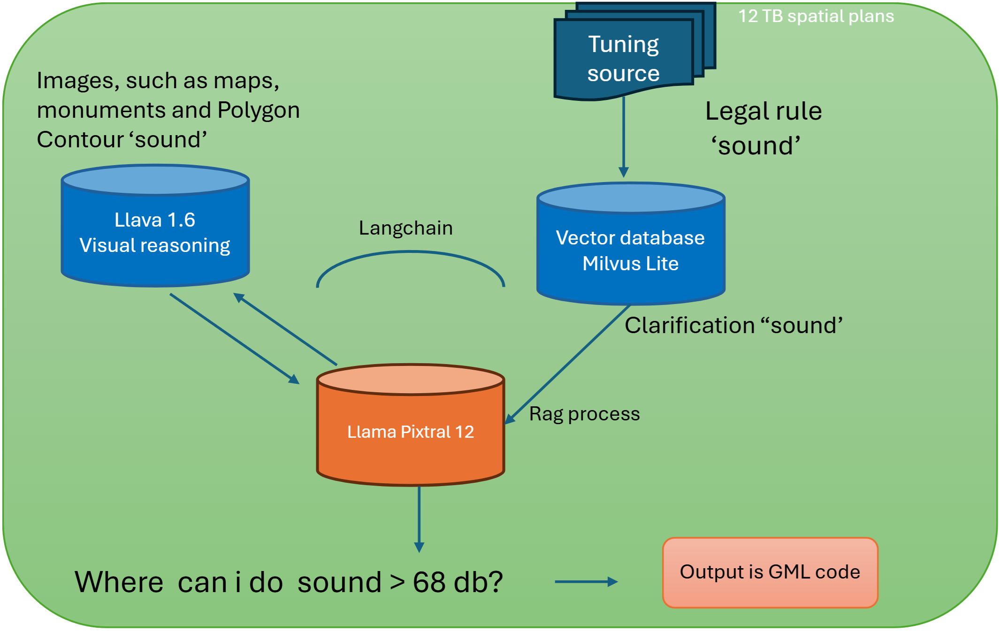 12 TB spatial plans
Tuning
source
Images, such as maps,
monuments and Polygon
Contour ‘sound’
Legal rule
‘sound’
Llava 1.6
Visual reasoning
Langchain
Vector database
Milvus Lite
Clarification “sound’
Rag process
Llama Pixtral 12
Where can i do sound > 68 db?
Output is GML code